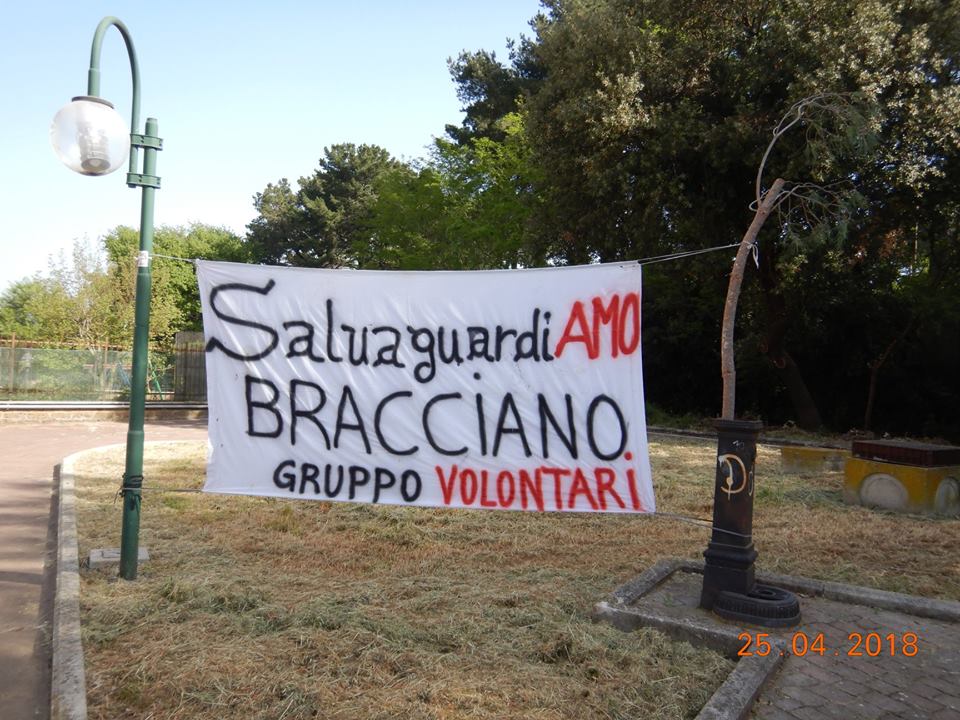 SalvaguardiAMO
BRACCIANO.
GRUPPO VOLONTARI
25.04.2018